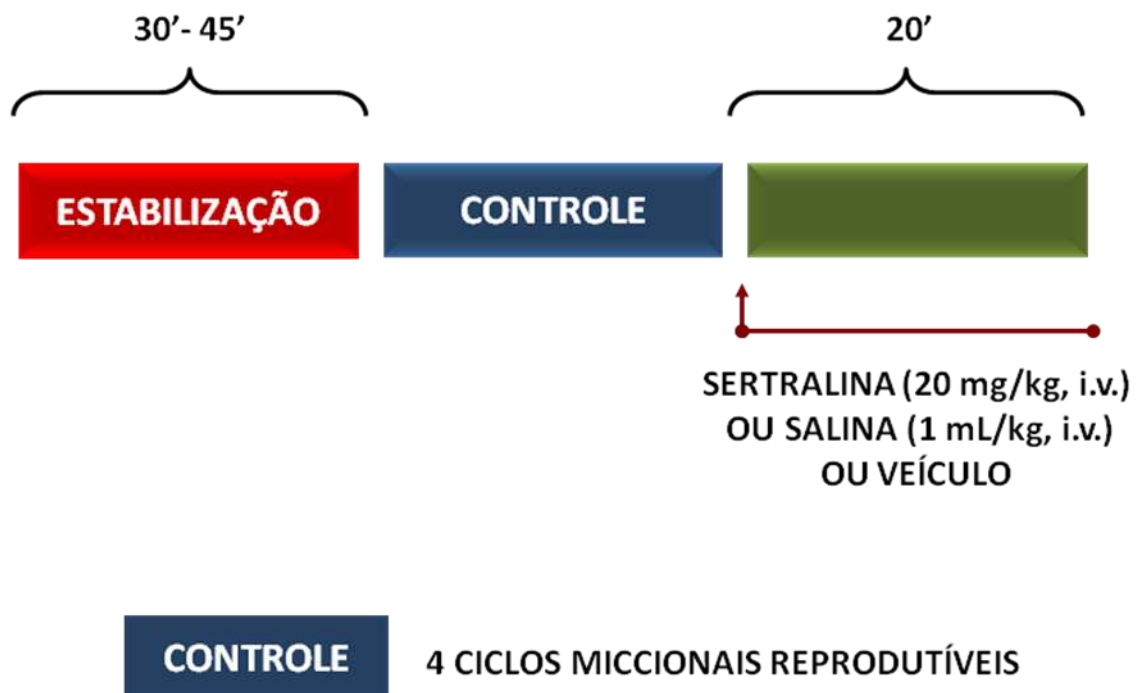 30’- 45’
20’
ESTABILIZAÇÃO
CONTROLE
SERTRALINA (20 mg/kg, i.v.)
OU SALINA (1 mL/kg, i.v.)
OU VEÍCULO
CONTROLE
4 CICLOS MICCIONAIS REPRODUTÍVEIS